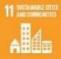 11 SUSTAINABLE CITIES
AND COMMUNITIES